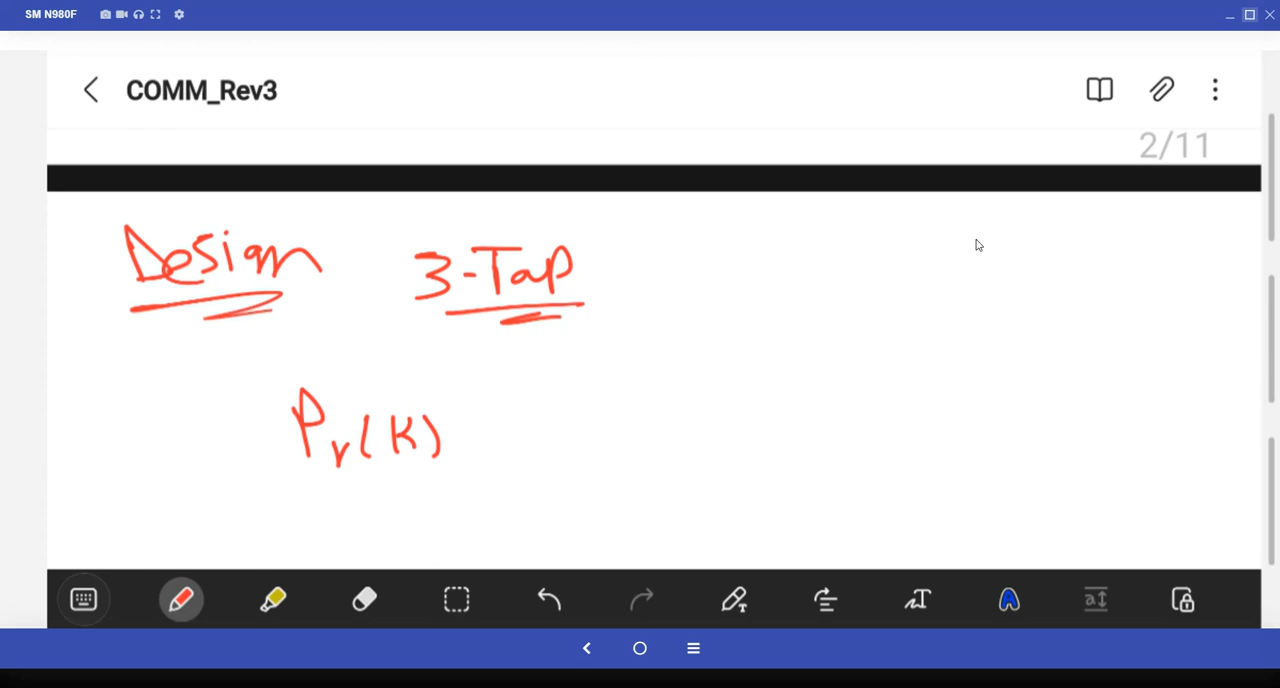 SM N980F
COMM_Rev3
2/11
Design 3-Tap
Pr(K)